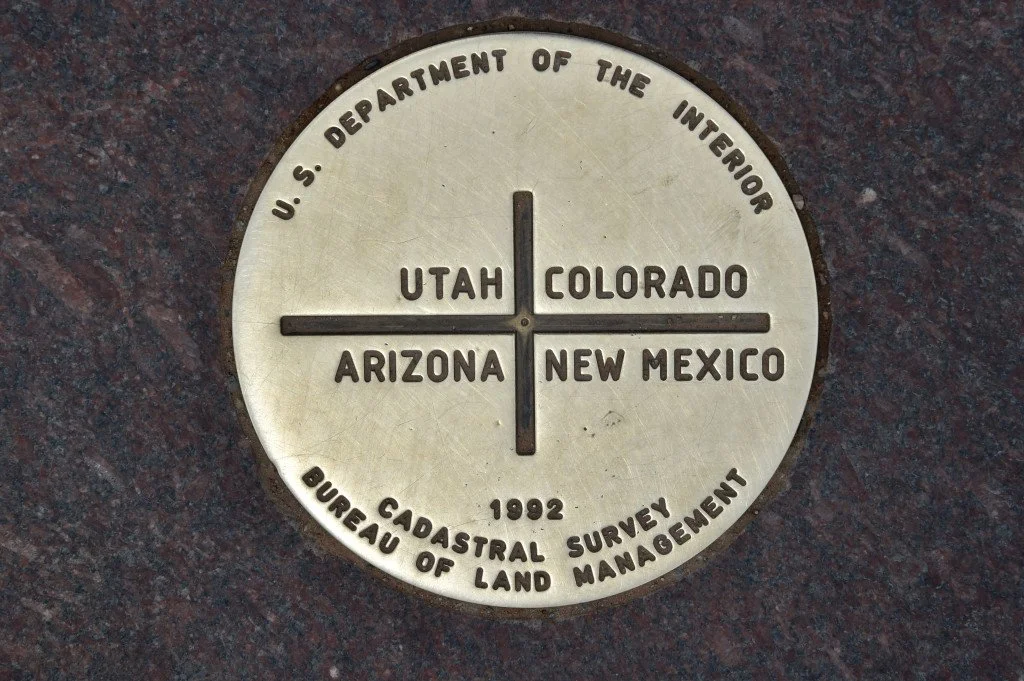 U. S. DEPARTMENT OF THE INTERIOR
UTAH COLORADO
ARIZONA NEW MEXICO
1992
CADASTRAL SURVEY
BUREAU OF LAND MANAGEMENT